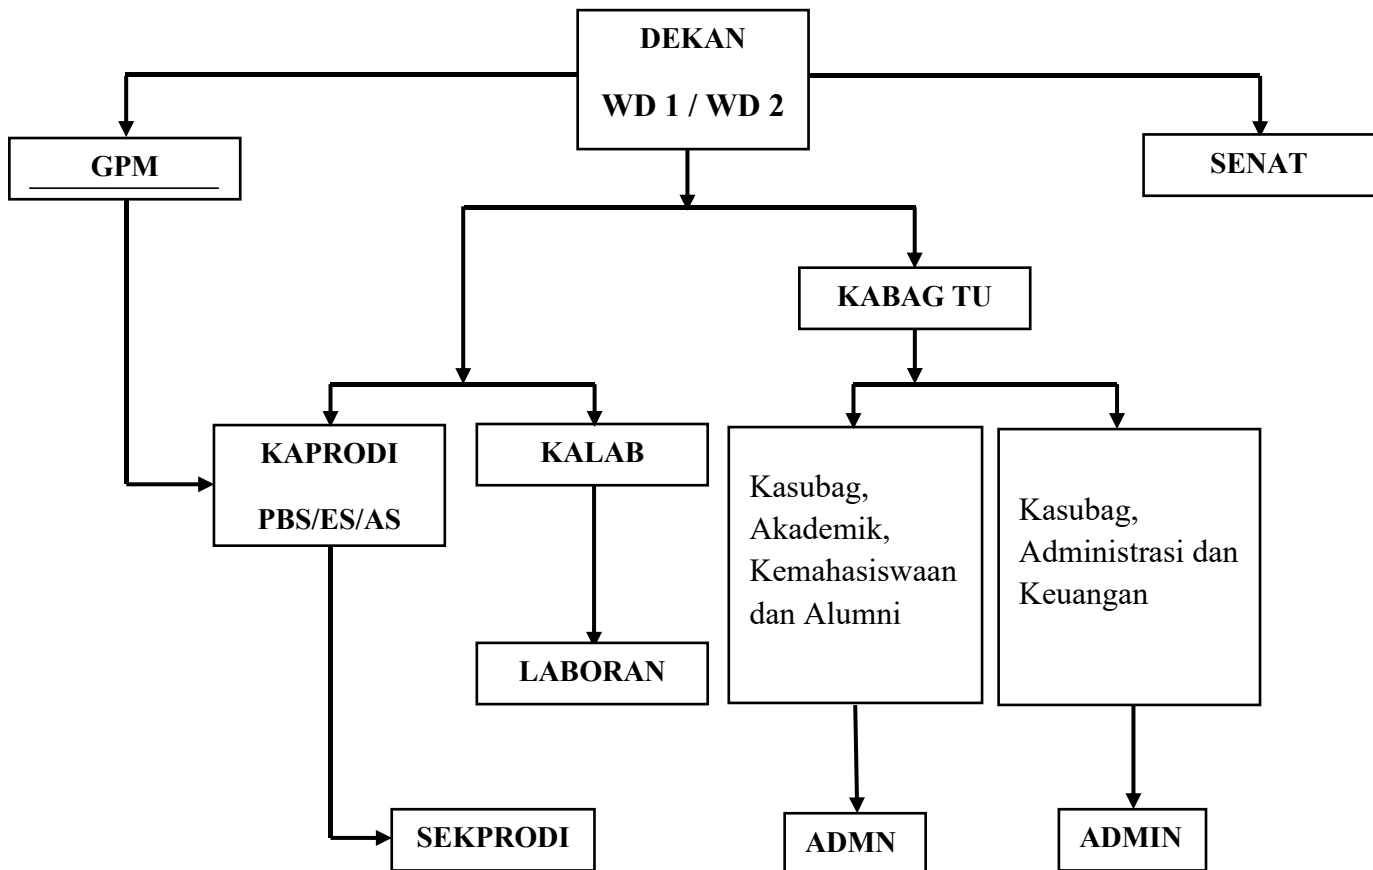 DEKAN
WD 1 / WD 2
GPM
SENAT
KABAG TU
KAPRODI
PBS/ES/AS
KALAB
Kasubag,
Akademik,
Kemahasiswaan
dan Alumni
Kasubag,
Administrasi dan
Keuangan
LABORAN
SEKPRODI
ADMN
ADMIN